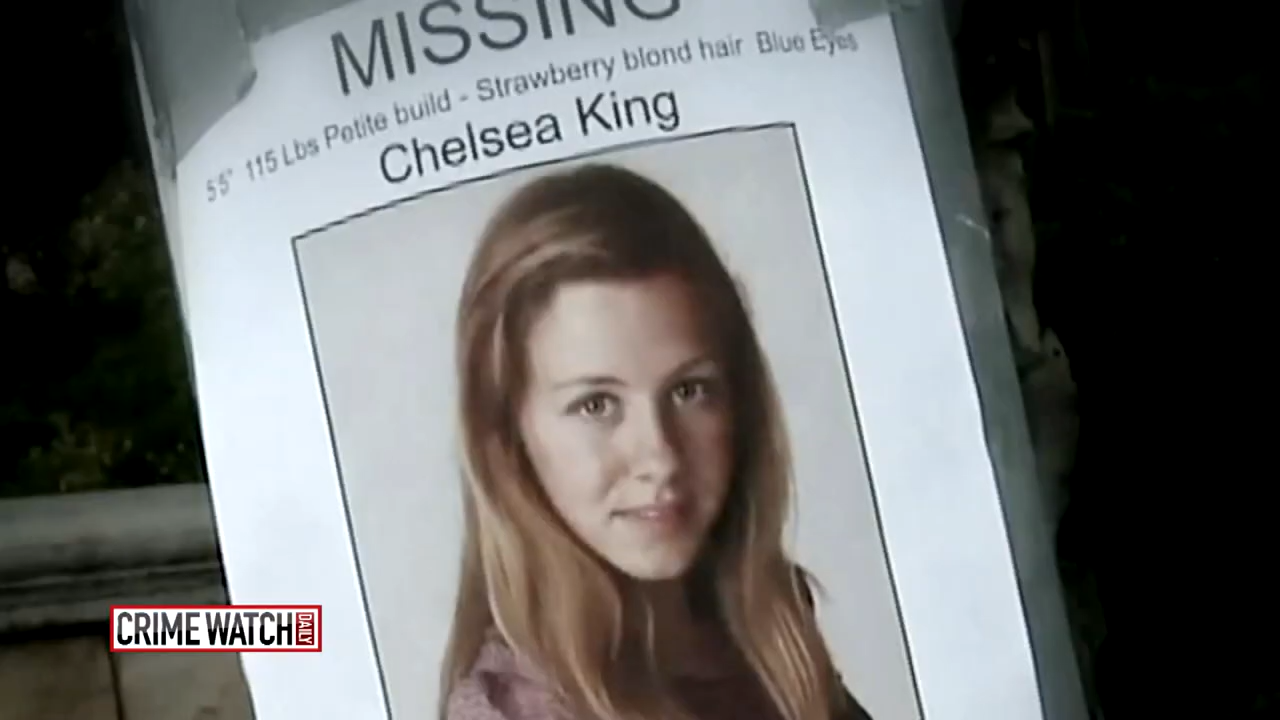 MISSING
5'5" 115 Lbs Petite build - Strawberry blond hair Blue Eyes
Chelsea King
CRIME WATCH DAILY